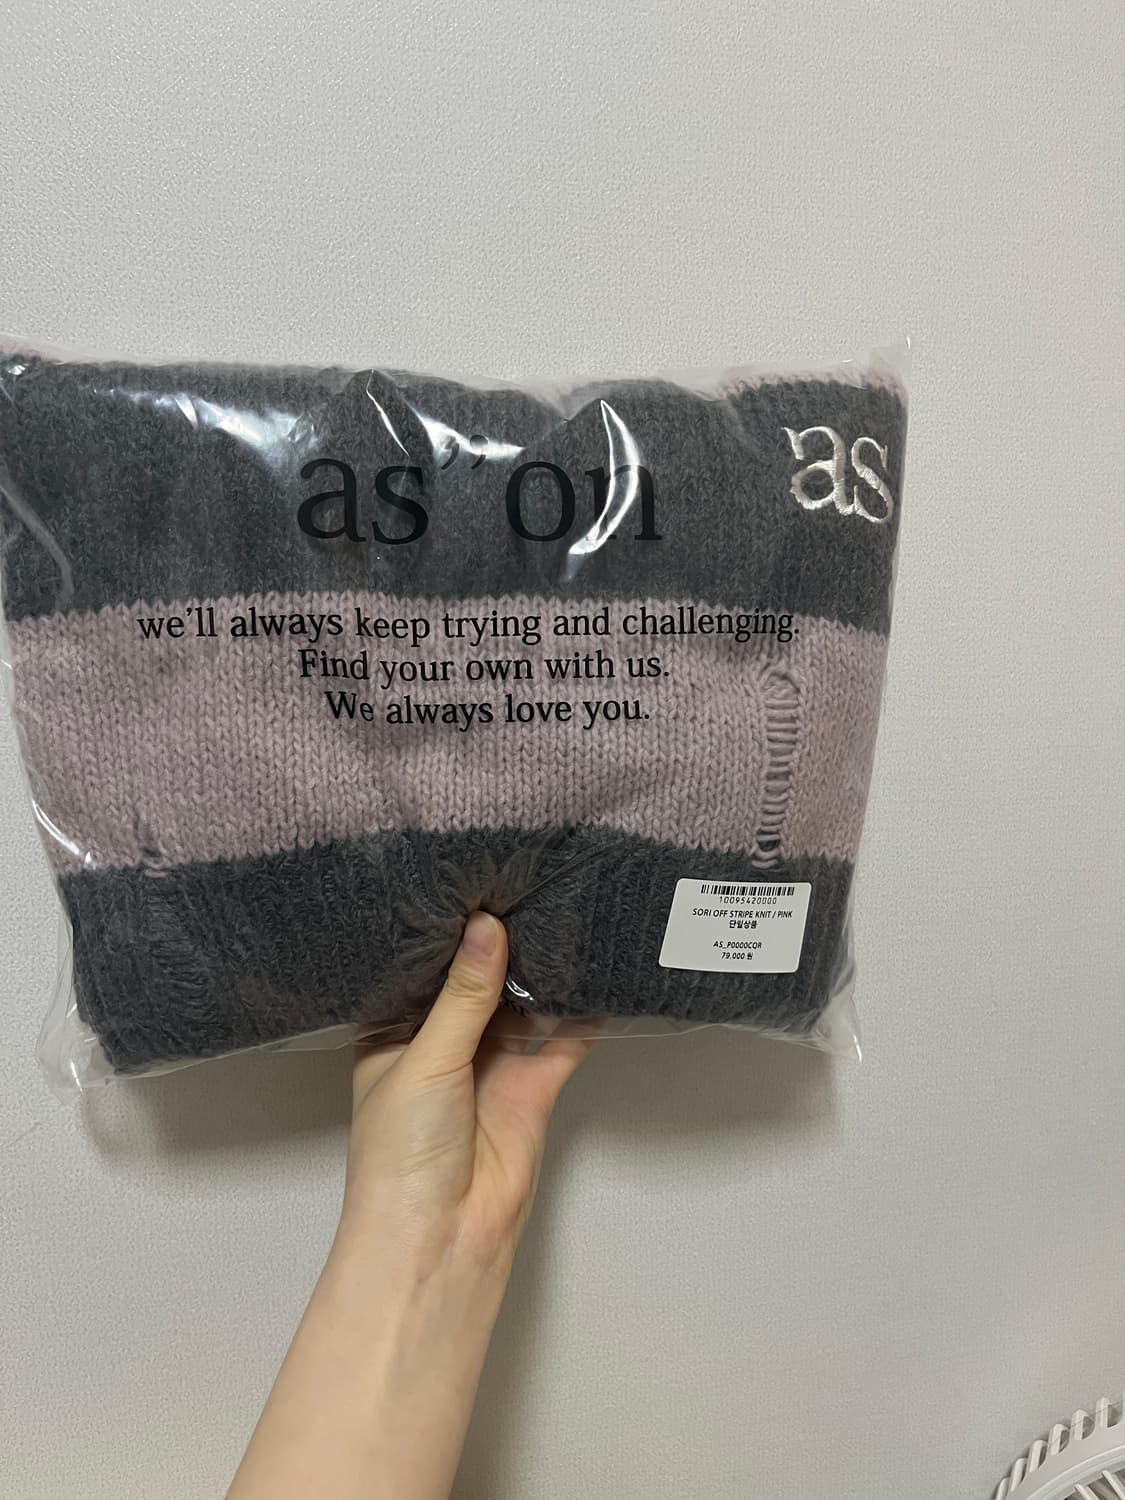 as”on
as
we’ll always keep trying and challenging.
Find your own with us.
We always love you.
10095420000
SORI OFF STRIPE KNIT / PINK
단일상품
AS_P0000CQR
79,000 원